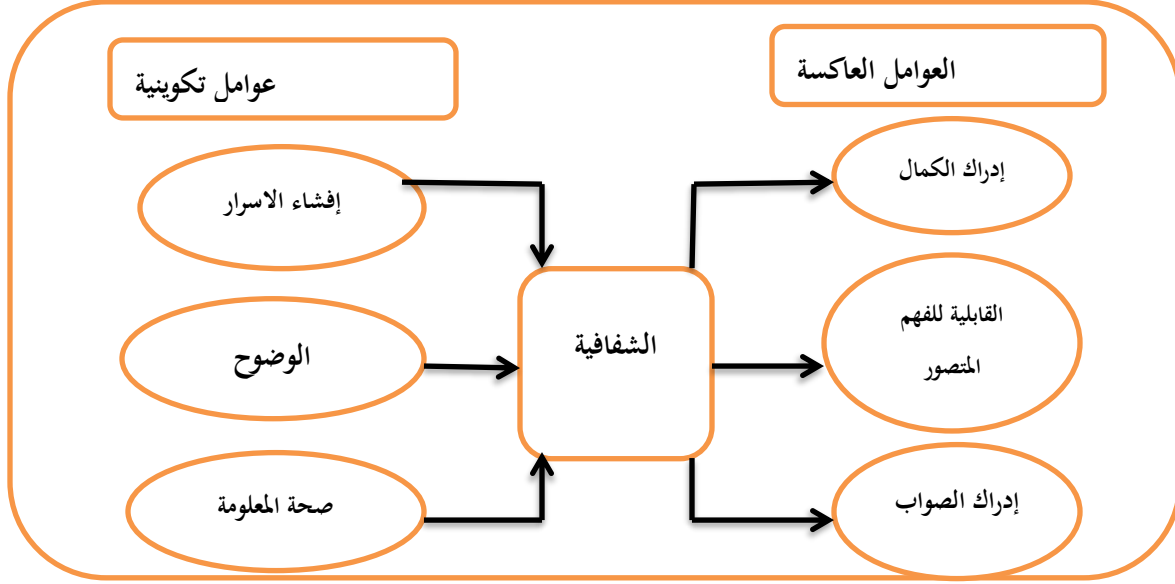 العوامل العاكسة
عوامل تكوينية
إدراك الكمال
إفشاء الاسرار
القابلية للفهم
المتصور
الشفافية
الوضوح
إدراك الصواب
صحة المعلومة